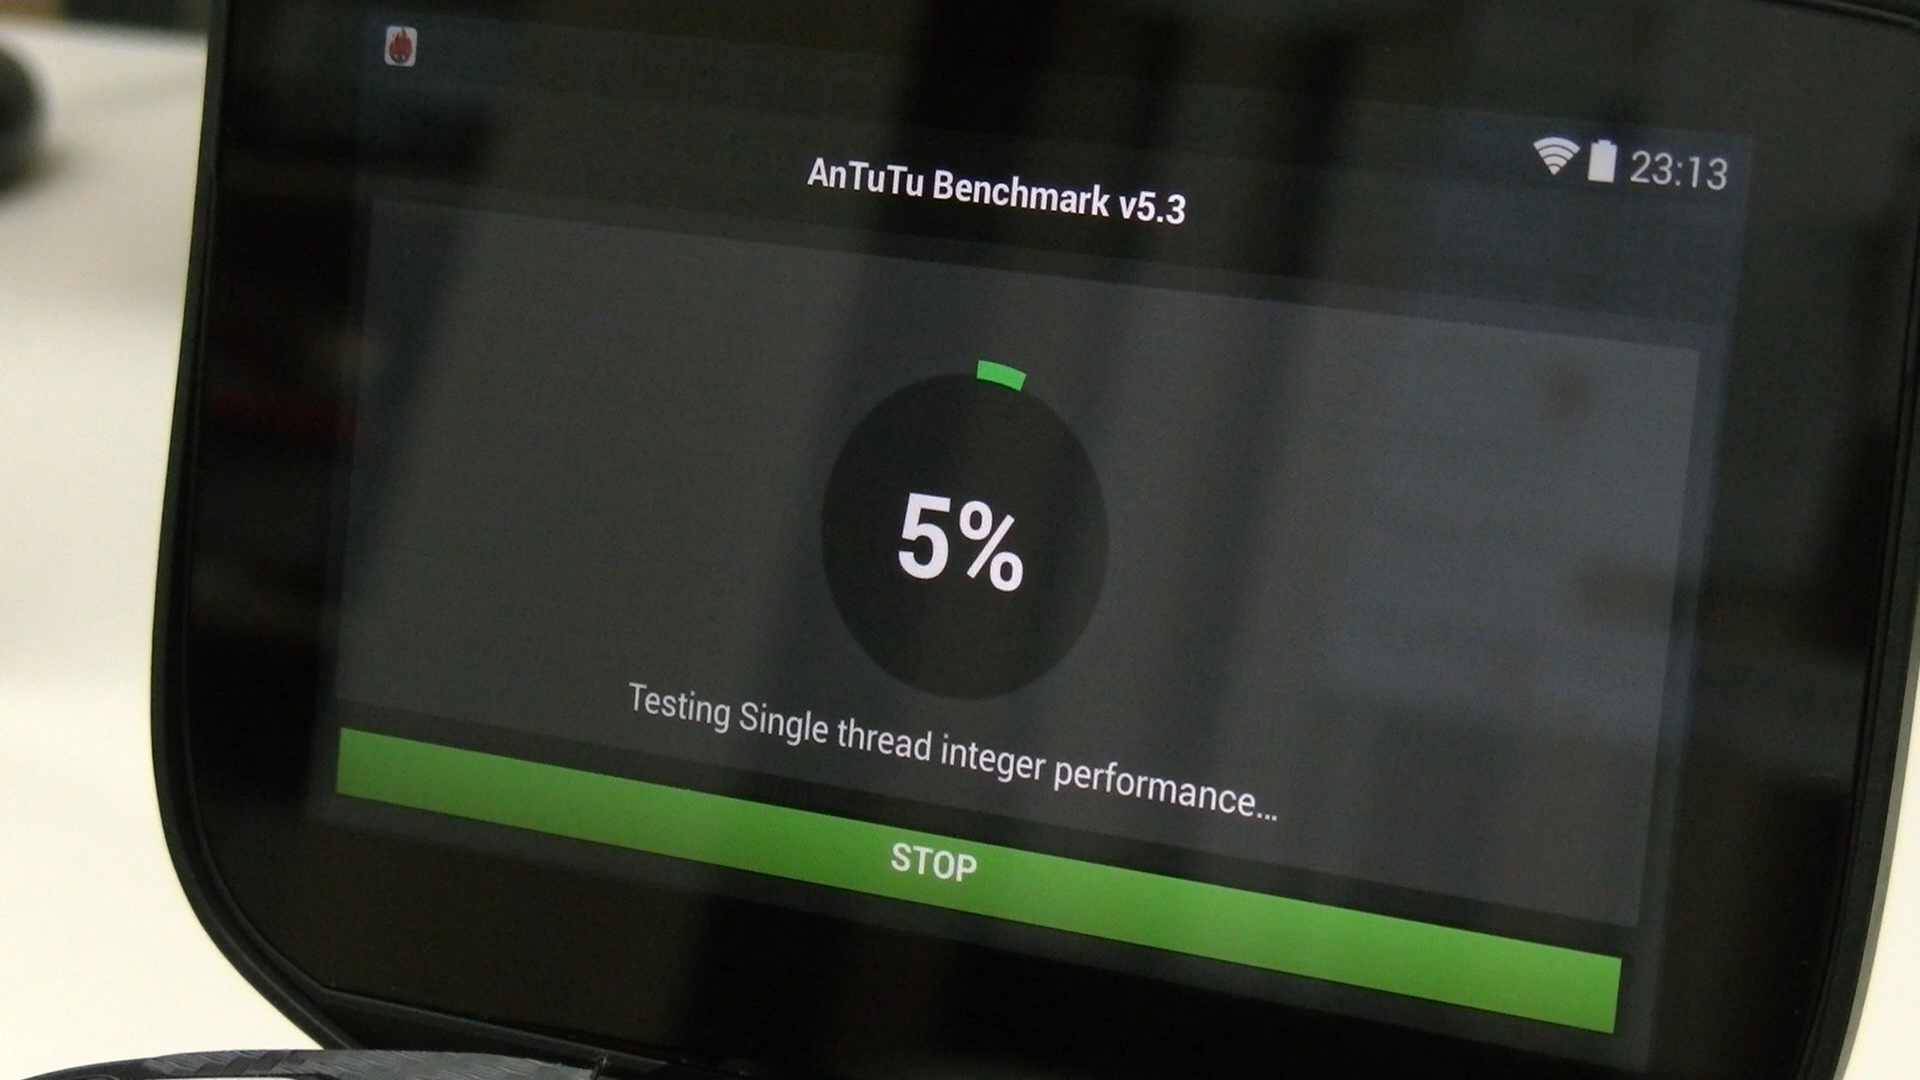 23:13
AnTuTu Benchmark v5.3
5%
Testing Single thread integer performance...
STOP